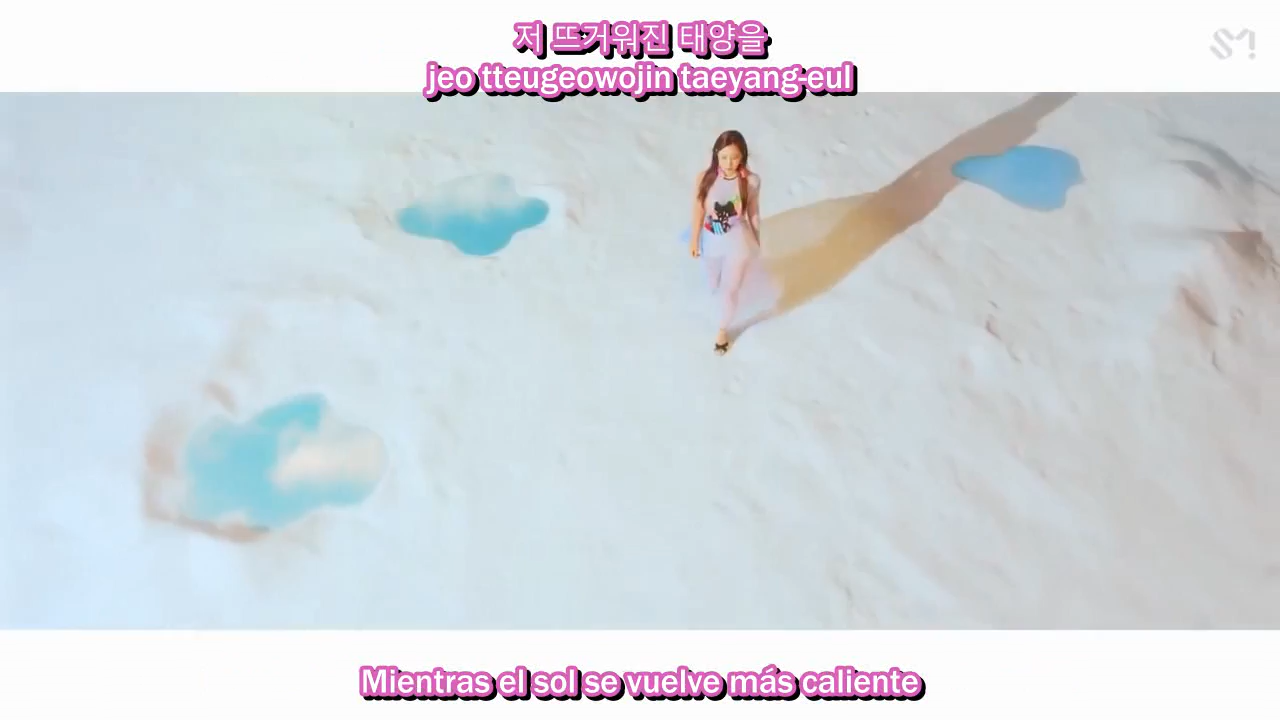 저 뜨거워진 태양을
SM!
jeo tteugeowojin taeyang-eul
Mientras el sol se vuelve más caliente